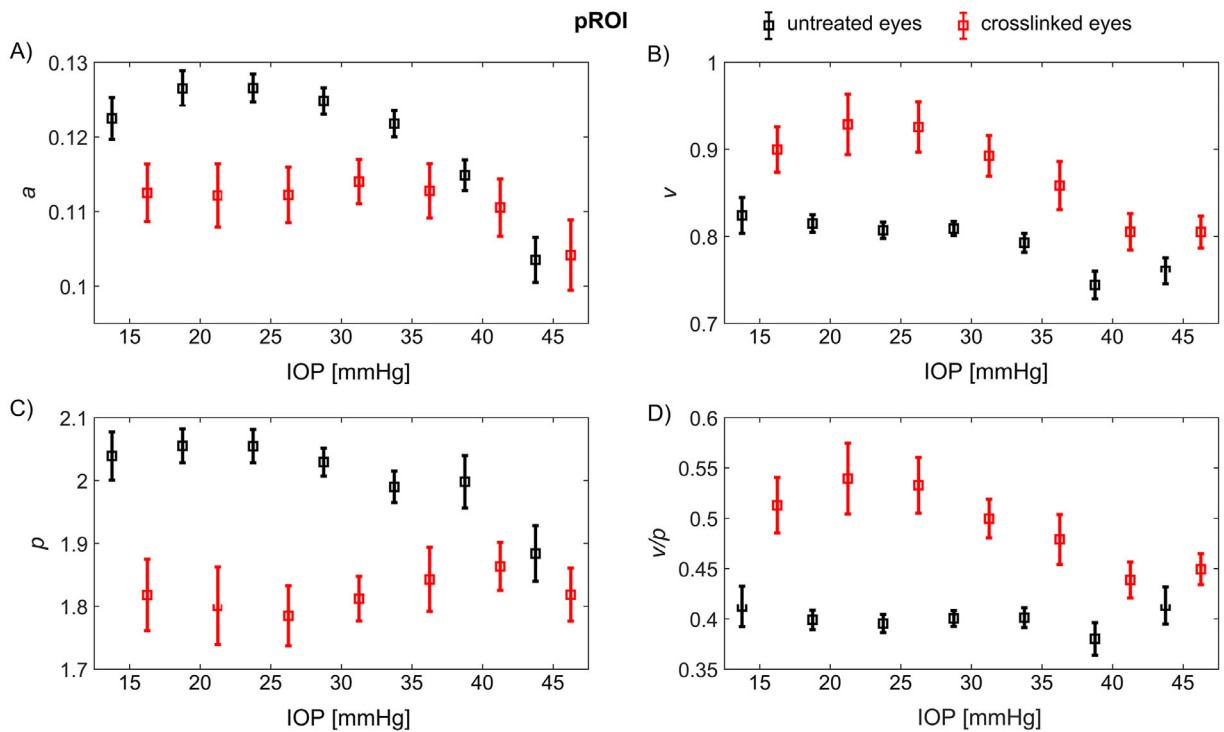 pROI
untreated eyes
crosslinked eyes
A)
0.13
0.12
0.11
0.1
a
15 20 25 30 35 40 45
IOP [mmHg]
B)
1
0.9
0.8
0.7
v
15 20 25 30 35 40 45
IOP [mmHg]
C)
2.1
2
1.9
1.8
1.7
p
15 20 25 30 35 40 45
IOP [mmHg]
D)
0.6
0.55
0.5
0.45
0.4
0.35
v/p
15 20 25 30 35 40 45
IOP [mmHg]